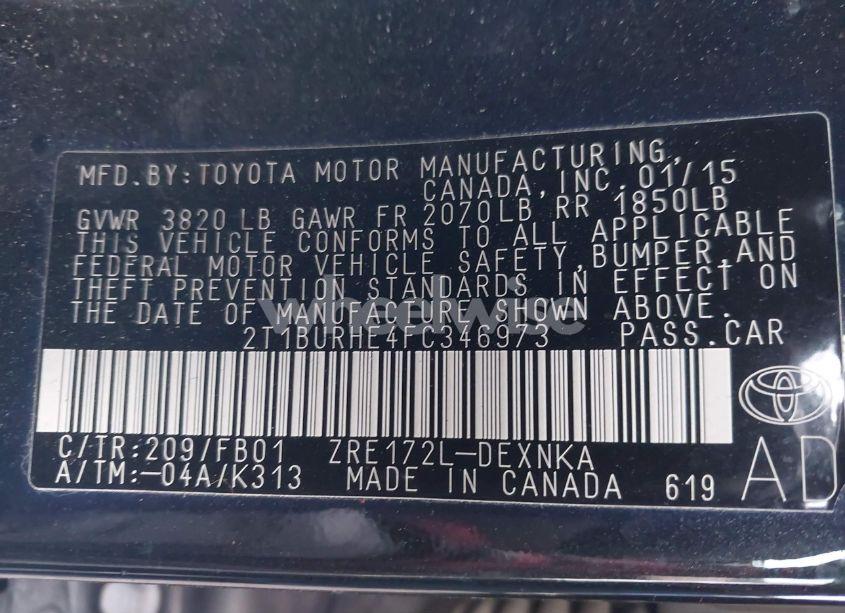 MFD.BY:TOYOTA MOTOR MANUFACTURING,
CANADA,INC. 01/15
GVWR 3820 LB GAWR FR 2070LB RR 1850LB
THIS VEHICLE CONFORMS TO ALL APPLICABLE
FEDERAL MOTOR VEHICLE SAFETY,BUMPER,AND
THEFT PREVENTION STANDARDS IN EFFECT ON
THE DATE OF MANUFACTURE SHOWN ABOVE.
wheelwise
2T1BURHE4FC346973 PASS.CAR
C/TR:209/FB01 ZRE172L-DEXNKA
A/TM:-04A/K313 MADE IN CANADA 619
AD